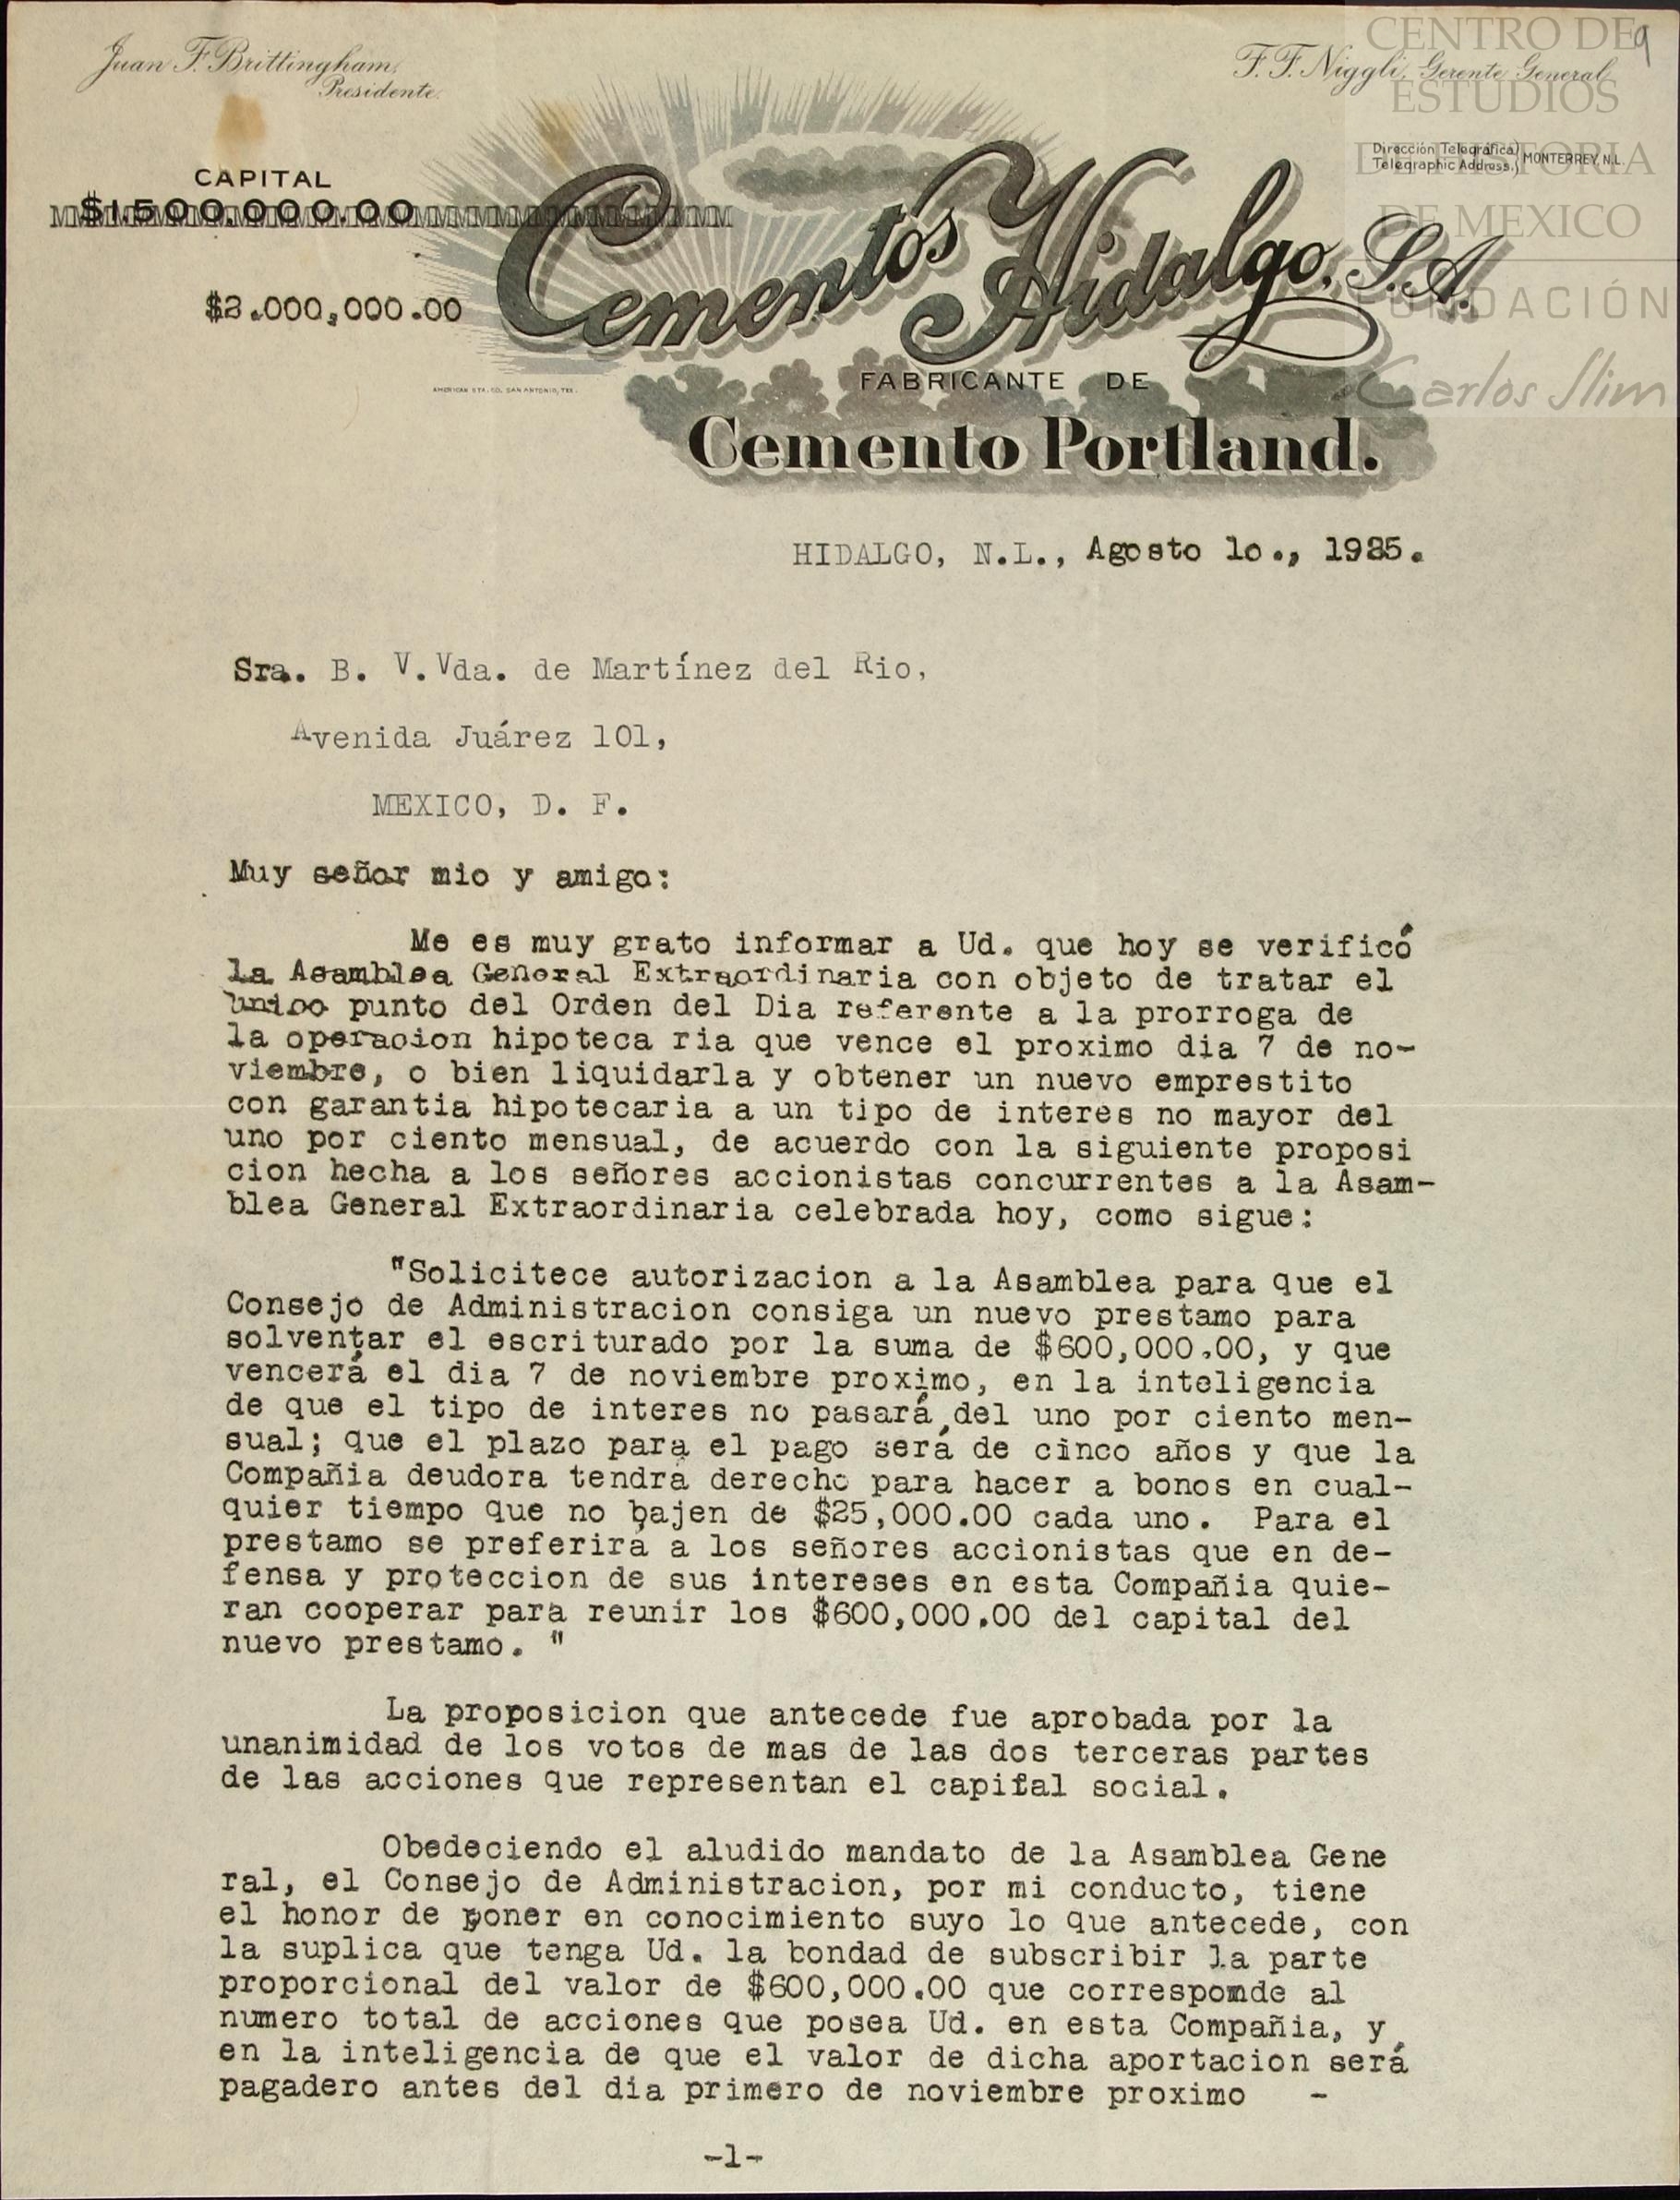 Juan F. Brittingham,
Presidente.
F. F. Niggli, Gerente General
9
CENTRO DE
ESTUDIOS
DE HISTORIA
DE MEXICO
FUNDACIÓN
Carlos Slim
Dirección Telegráfica
Telegraphic Address. MONTERREY, N.L.
CAPITAL
$1.500.000.00
$2.000,000.00
Cementos Hidalgo, S.A.
AMERICAN STA. CO. SAN ANTONIO, TEX.
FABRICANTE DE
Cemento Portland.
HIDALGO, N.L., Agosto 1o., 1925.
Sra. B. V. Vda. de Martínez del Rio,
Avenida Juárez 101,
MEXICO, D. F.
Muy señor mio y amigo:
Me es muy grato informar a Ud. que hoy se verificó
la Asamblea General Extraordinaria con objeto de tratar el
unico punto del Orden del Dia referente a la prorroga de
la operacion hipoteca ria que vence el proximo dia 7 de no-
viembre, o bien liquidarla y obtener un nuevo emprestito
con garantia hipotecaria a un tipo de interés no mayor del
uno por ciento mensual, de acuerdo con la siguiente proposi
cion hecha a los señores accionistas concurrentes a la Asam-
blea General Extraordinaria celebrada hoy, como sigue:
"Solicitece autorizacion a la Asamblea para que el
Consejo de Administracion consiga un nuevo prestamo para
solventar el escriturado por la suma de $600,000.00, y que
vencerá el dia 7 de noviembre proximo, en la inteligencia
de que el tipo de interes no pasará del uno por ciento men-
sual; que el plazo para el pago será de cinco años y que la
Compañia deudora tendrá derecho para hacer a bonos en cual-
quier tiempo que no bajen de $25,000.00 cada uno. Para el
prestamo se preferirá a los señores accionistas que en de-
fensa y proteccion de sus intereses en esta Compañia quie-
ran cooperar para reunir los $600,000.00 del capital del
nuevo prestamo. "
La proposicion que antecede fue aprobada por la
unanimidad de los votos de mas de las dos terceras partes
de las acciones que representan el capital social.
Obedeciendo el aludido mandato de la Asamblea Gene
ral, el Consejo de Administracion, por mi conducto, tiene
el honor de poner en conocimiento suyo lo que antecede, con
la suplica que tenga Ud. la bondad de subscribir la parte
proporcional del valor de $600,000.00 que corresponde al
numero total de acciones que posea Ud. en esta Compañia, y
en la inteligencia de que el valor de dicha aportacion será
pagadero antes del dia primero de noviembre proximo -
-1-